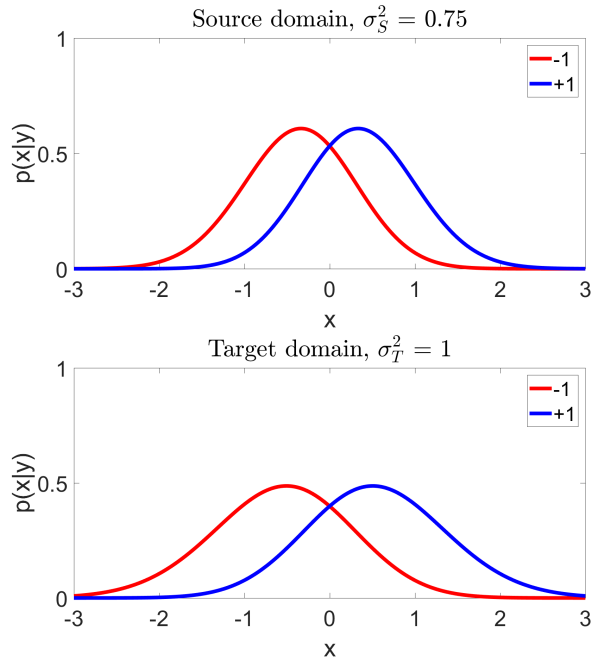 Source domain, σ_S^2 = 0.75
1
-1
+1
p(x|y)
0.5
0
-3 -2 -1 0 1 2 3
x
Target domain, σ_T^2 = 1
1
-1
+1
p(x|y)
0.5
0
-3 -2 -1 0 1 2 3
x